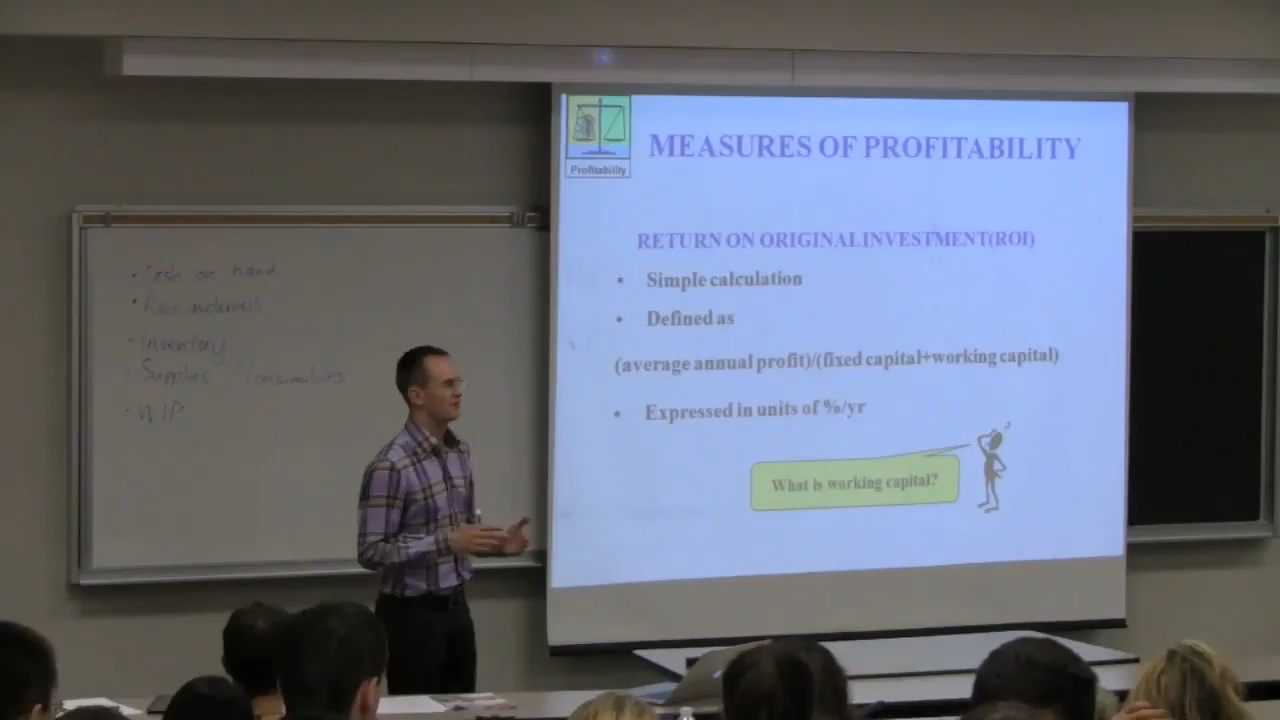 • Cash on hand
• Raw materials
• Inventory
• Supplies / Consumables
• WIP
Profitability
MEASURES OF PROFITABILITY
RETURN ON ORIGINAL INVESTMENT (ROI)
• Simple calculation
• Defined as
(average annual profit)/(fixed capital+working capital)
• Expressed in units of %/yr
What is working capital?